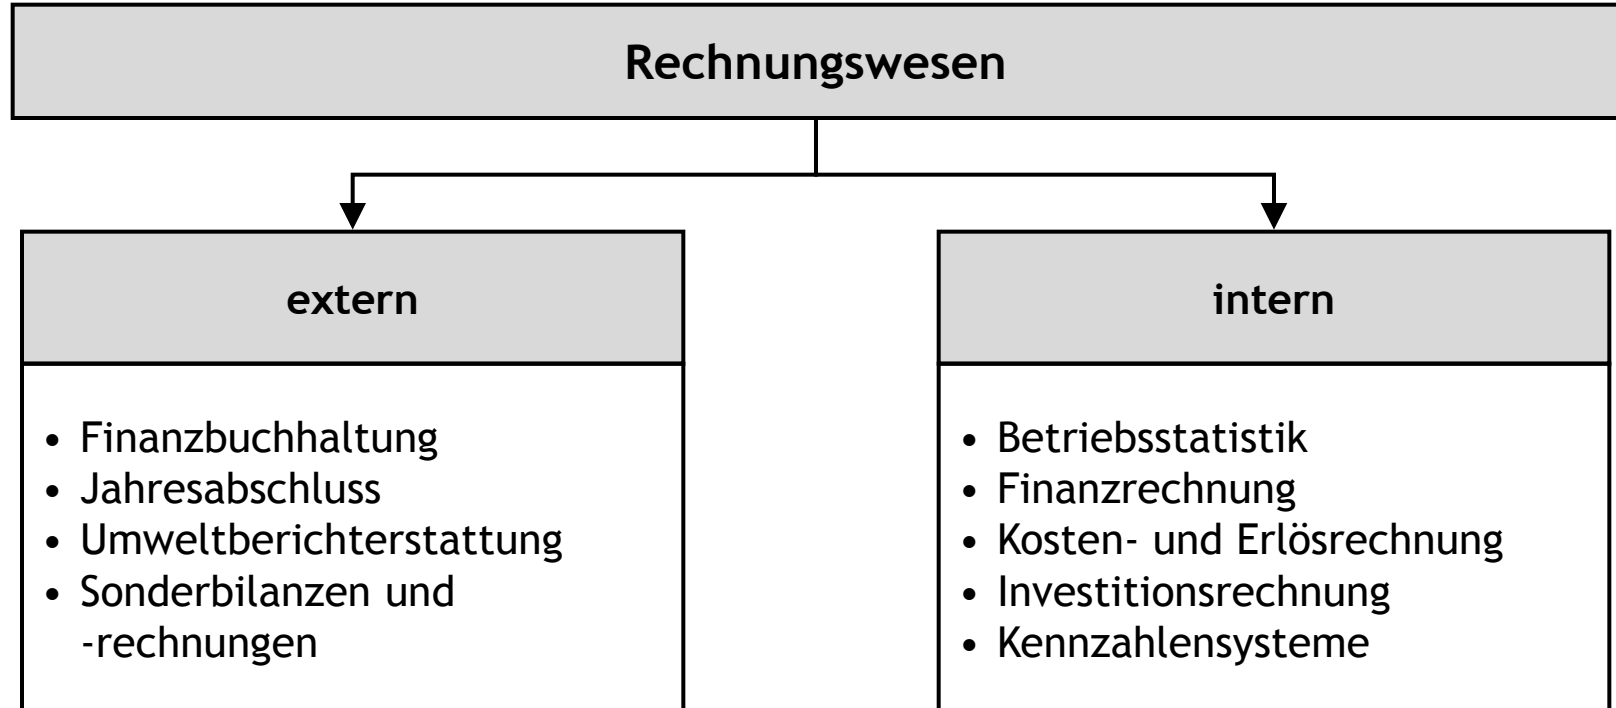 Rechnungswesen
extern
• Finanzbuchhaltung
• Jahresabschluss
• Umweltberichterstattung
• Sonderbilanzen und
-rechnungen
intern
• Betriebsstatistik
• Finanzrechnung
• Kosten- und Erlösrechnung
• Investitionsrechnung
• Kennzahlensysteme